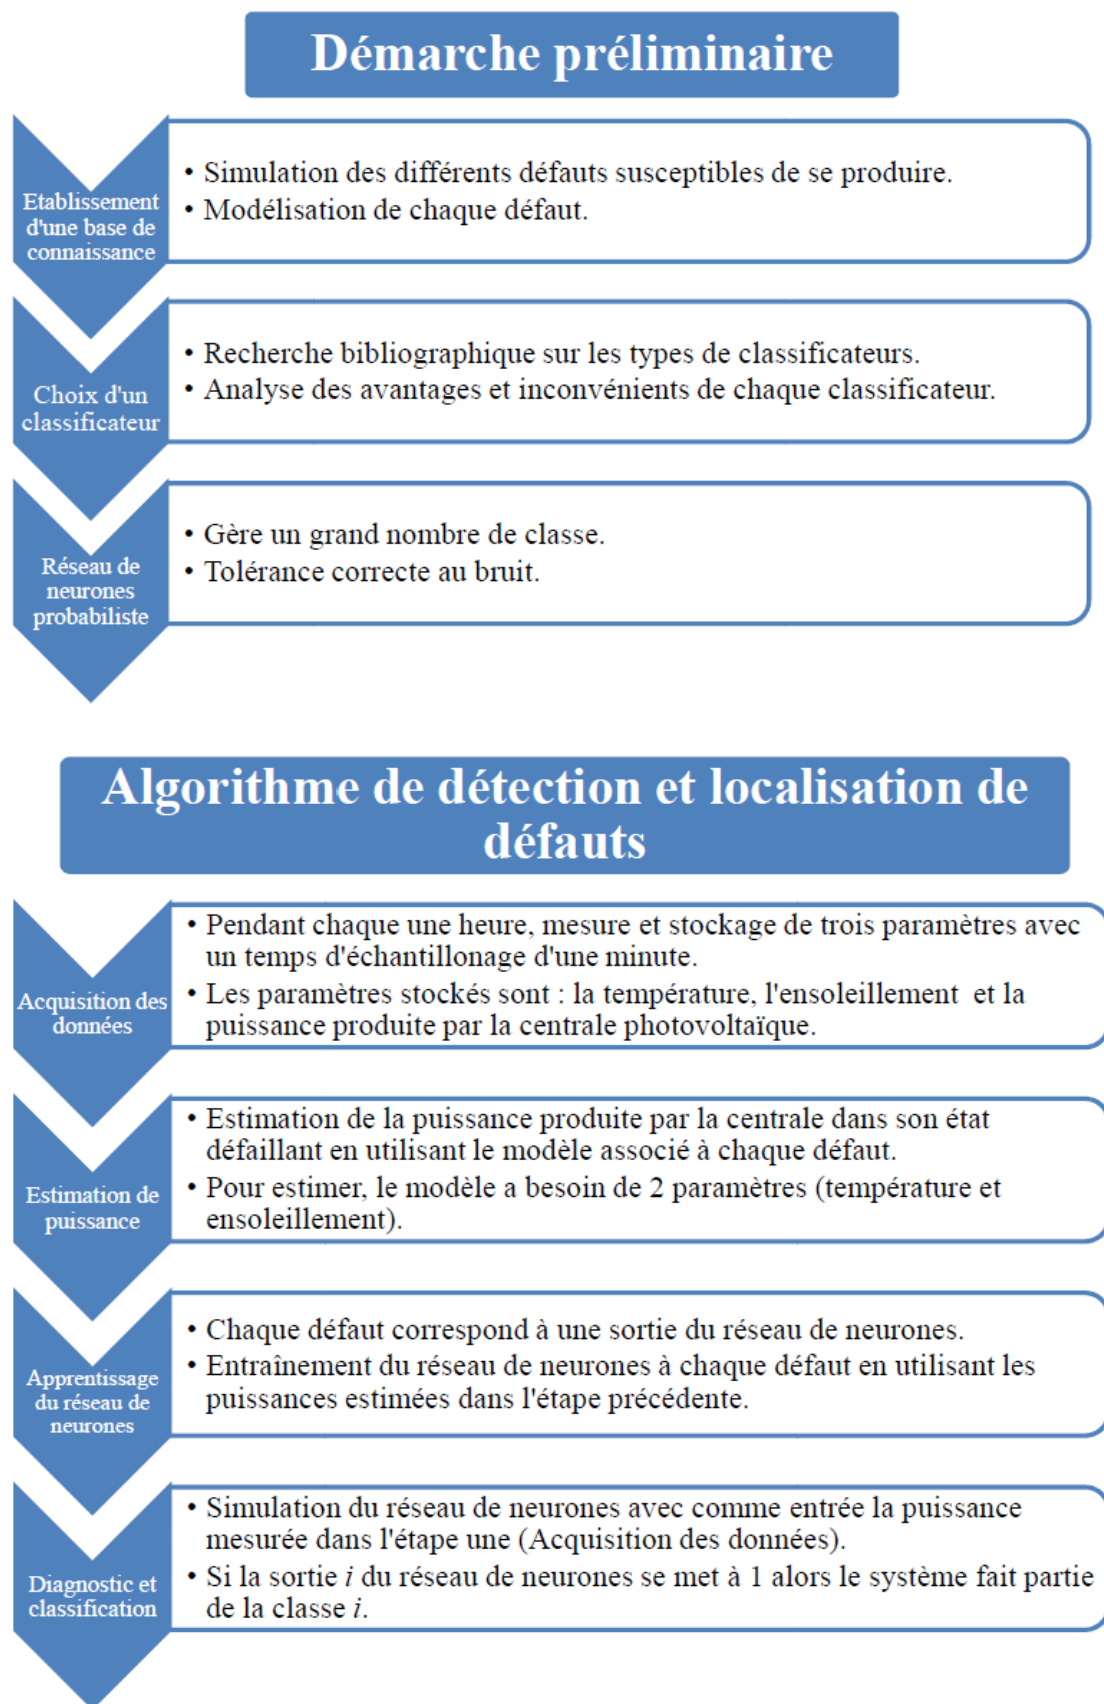 Démarche préliminaire
Etablissement
d'une base de
connaissance
• Simulation des différents défauts susceptibles de se produire.
• Modélisation de chaque défaut.
Choix d'un
classificateur
• Recherche bibliographique sur les types de classificateurs.
• Analyse des avantages et inconvénients de chaque classificateur.
Réseau de
neurones
probabiliste
• Gère un grand nombre de classe.
• Tolérance correcte au bruit.
Algorithme de détection et localisation de
défauts
Acquisition des
données
• Pendant chaque une heure, mesure et stockage de trois paramètres avec
un temps d'échantillonage d'une minute.
• Les paramètres stockés sont : la température, l'ensoleillement et la
puissance produite par la centrale photovoltaïque.
Estimation de
puissance
• Estimation de la puissance produite par la centrale dans son état
défaillant en utilisant le modèle associé à chaque défaut.
• Pour estimer, le modèle a besoin de 2 paramètres (température et
ensoleillement).
Apprentissage
du réseau de
neurones
• Chaque défaut correspond à une sortie du réseau de neurones.
• Entraînement du réseau de neurones à chaque défaut en utilisant les
puissances estimées dans l'étape précédente.
Diagnostic et
classification
• Simulation du réseau de neurones avec comme entrée la puissance
mesurée dans l'étape une (Acquisition des données).
• Si la sortie i du réseau de neurones se met à 1 alors le système fait partie
de la classe i.